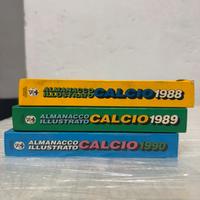 ALMANACCO
ILLUSTRATO CALCIO 1988
ALMANACCO
ILLUSTRATO CALCIO 1989
ALMANACCO
ILLUSTRATO CALCIO 1990